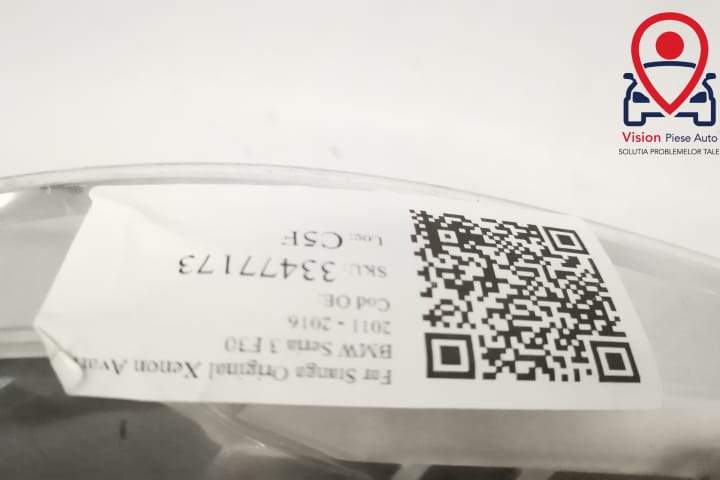 Vision Piese Auto
SOLUTIA PROBLEMELOR TALE
Far Stanga Original Xenon Avari
BMW Seria 3 F30
2011 - 2016
Cod OE:
SKU: 33477173
Loc: C5F